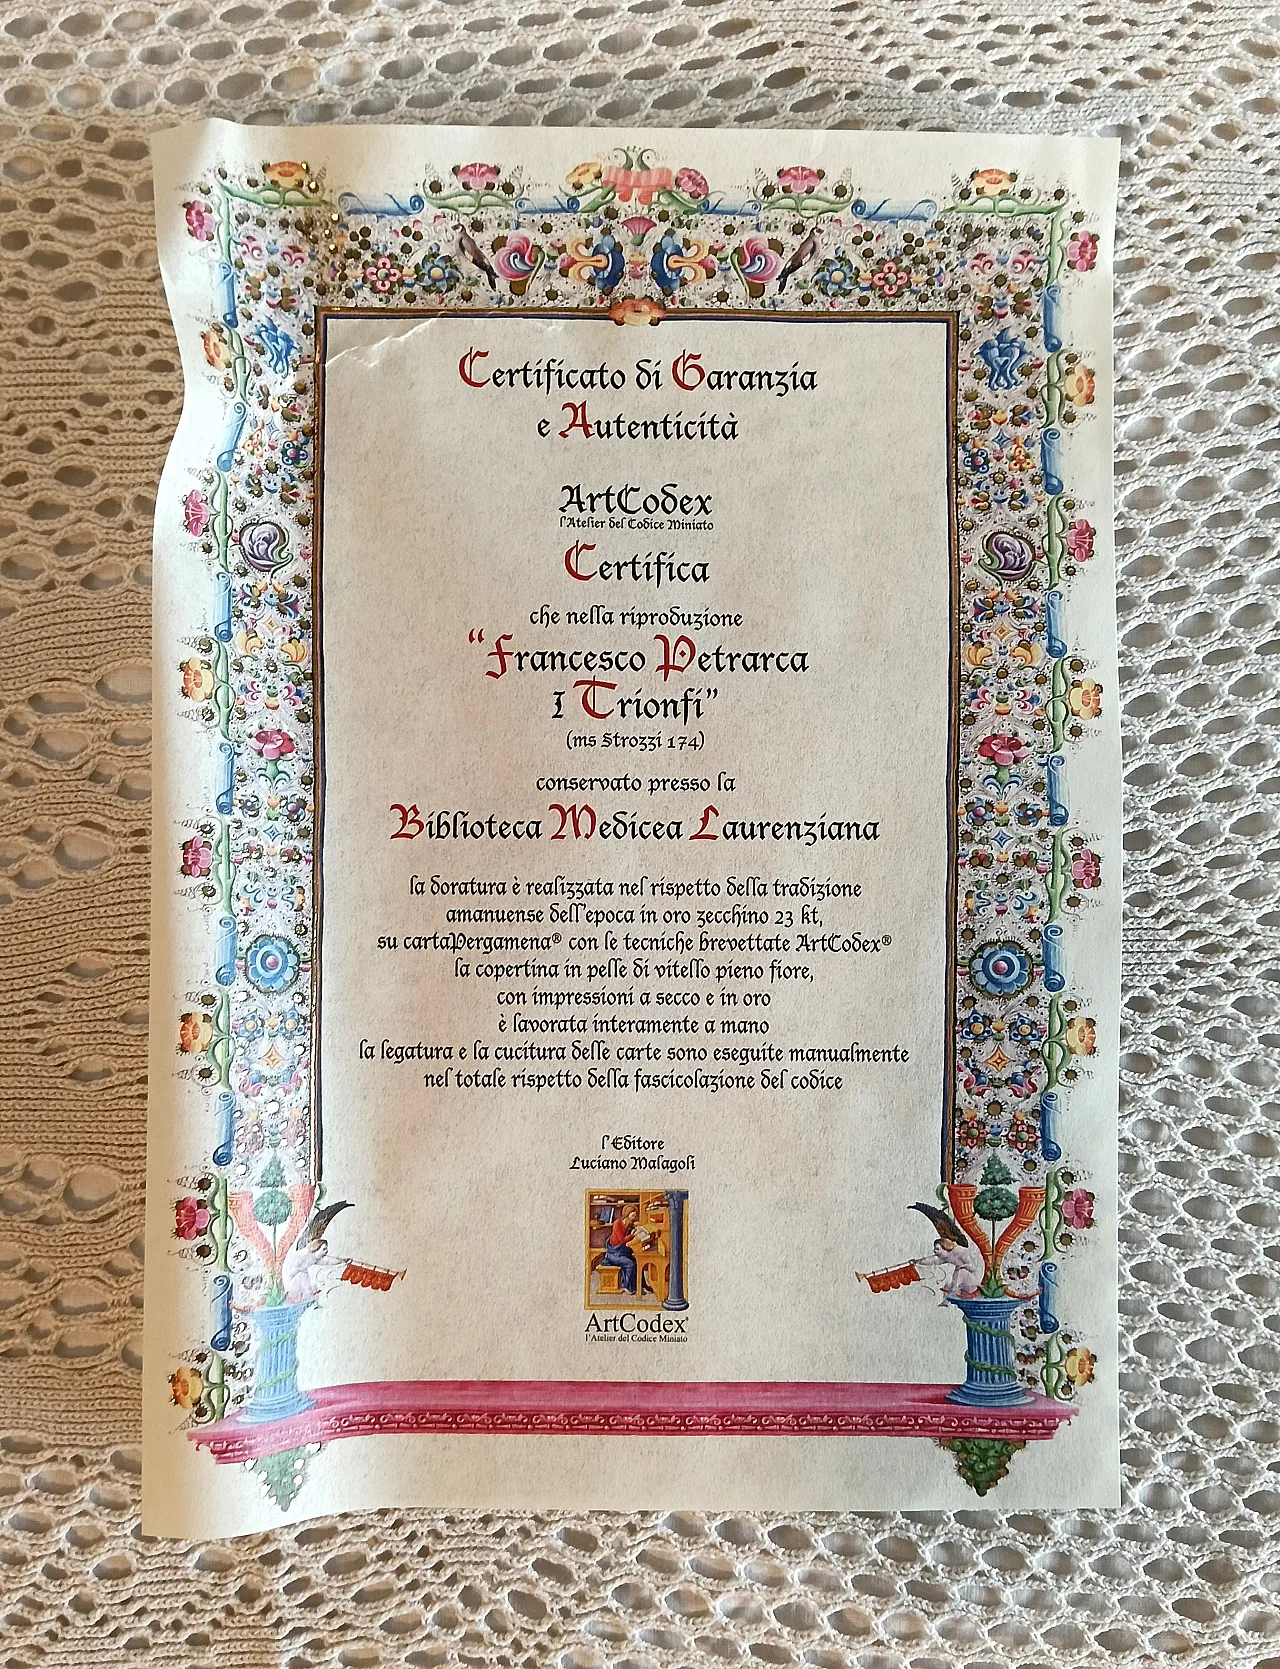 Certificato di Garanzia
e Autenticità
ArtCodex
l'Atelier del Codice Miniato
Certifica
che nella riproduzione
"Francesco Petrarca
I Trionfi"
(ms Strozzi 174)
conservato presso la
Biblioteca Medicea Laurenziana
la doratura è realizzata nel rispetto della tradizione
amanuense dell'epoca in oro zecchino 23 kt,
su cartaPergamena® con le tecniche brevettate ArtCodex®
la copertina in pelle di vitello pieno fiore,
con impressioni a secco e in oro
è lavorata interamente a mano
la legatura e la cucitura delle carte sono eseguite manualmente
nel totale rispetto della fascicolazione del codice
l'Editore
Luciano Malagoli
ArtCodex®
l'Atelier del Codice Miniato